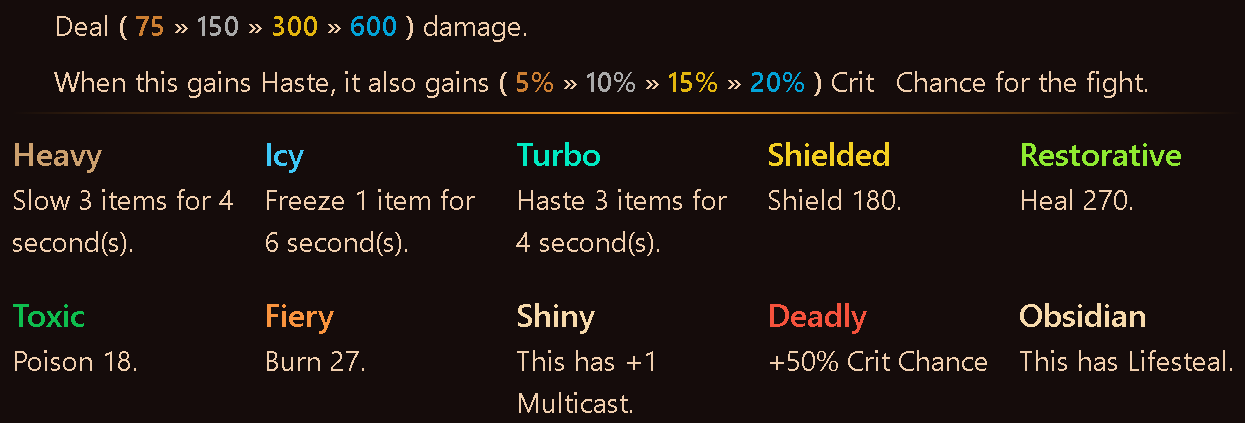 Deal ( 75 » 150 » 300 » 600 ) damage.
When this gains Haste, it also gains ( 5% » 10% » 15% » 20% ) Crit Chance for the fight.
Heavy
Slow 3 items for 4
second(s).
Icy
Freeze 1 item for
6 second(s).
Turbo
Haste 3 items for
4 second(s).
Shielded
Shield 180.
Restorative
Heal 270.
Toxic
Poison 18.
Fiery
Burn 27.
Shiny
This has +1
Multicast.
Deadly
+50% Crit Chance
Obsidian
This has Lifesteal.